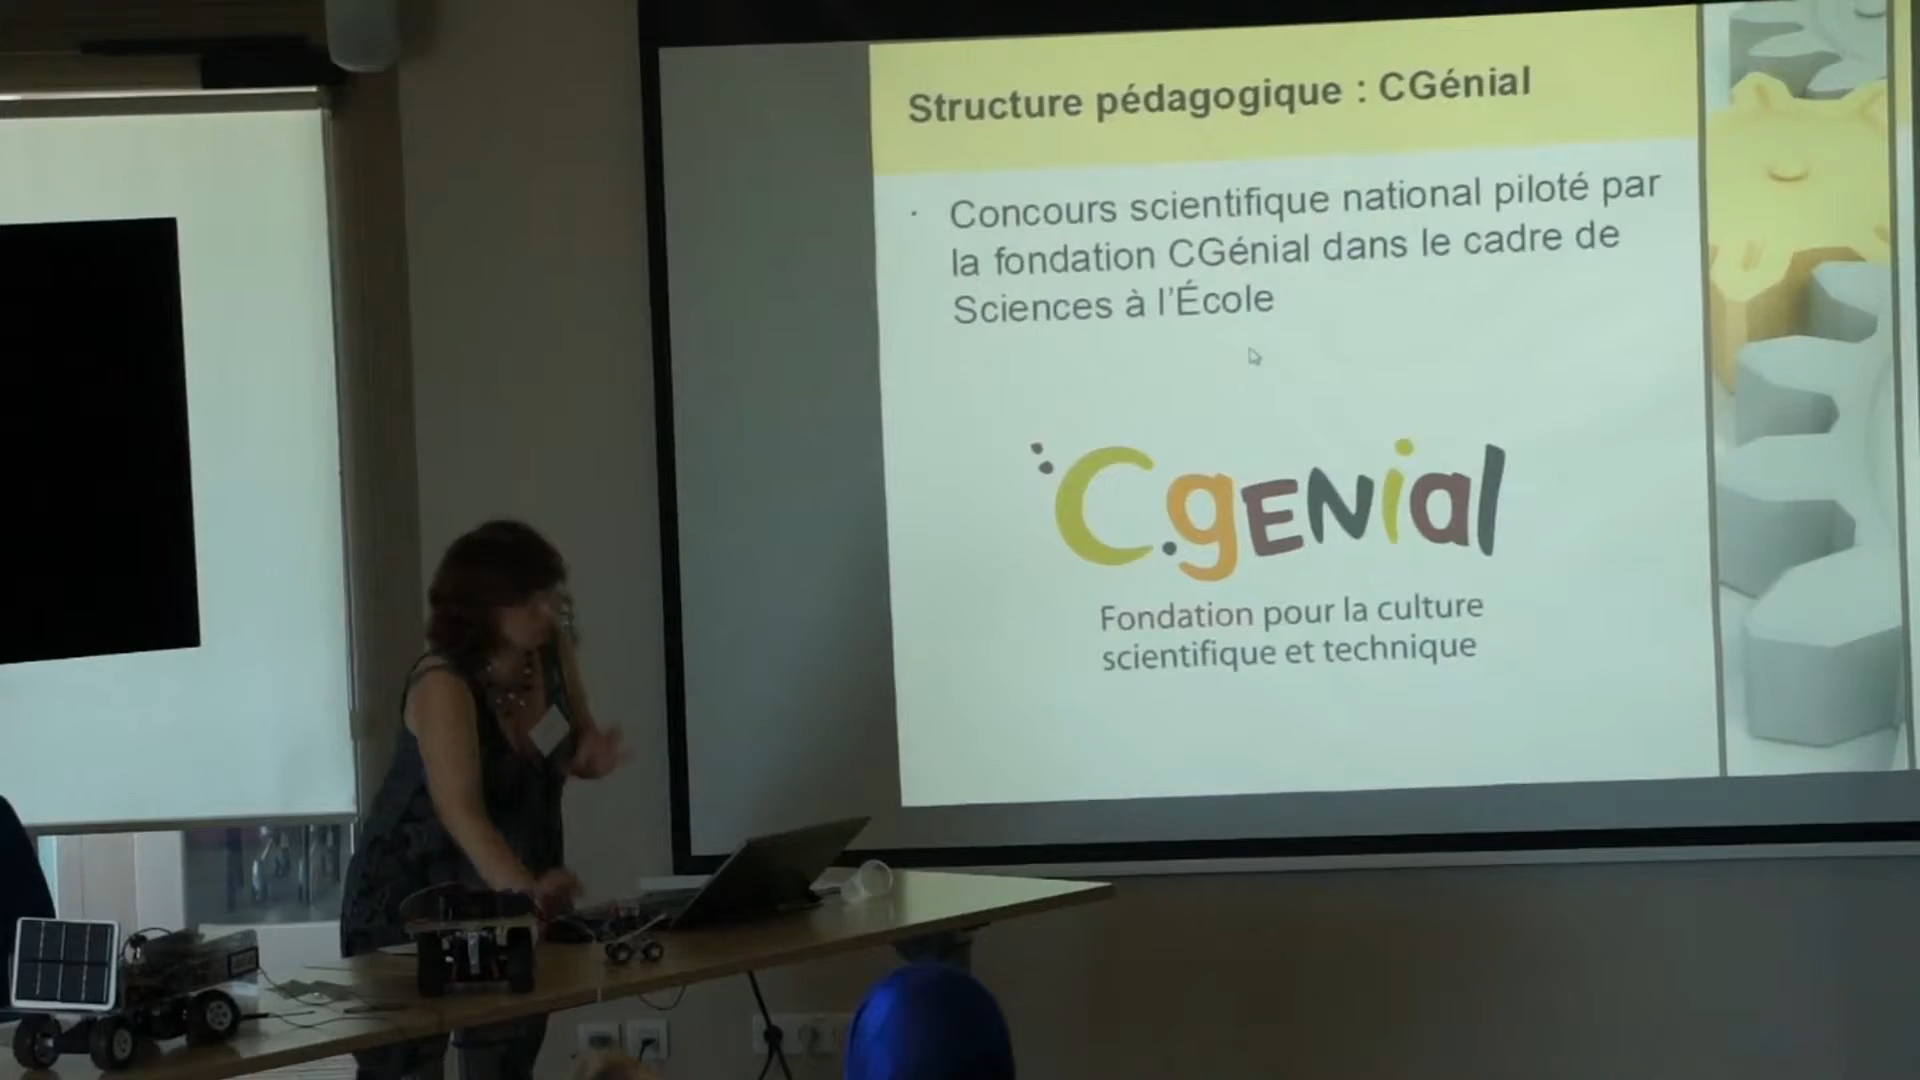 Structure pédagogique : CGénial
· Concours scientifique national piloté par
la fondation CGénial dans le cadre de
Sciences à l'École
C.gENial
Fondation pour la culture
scientifique et technique